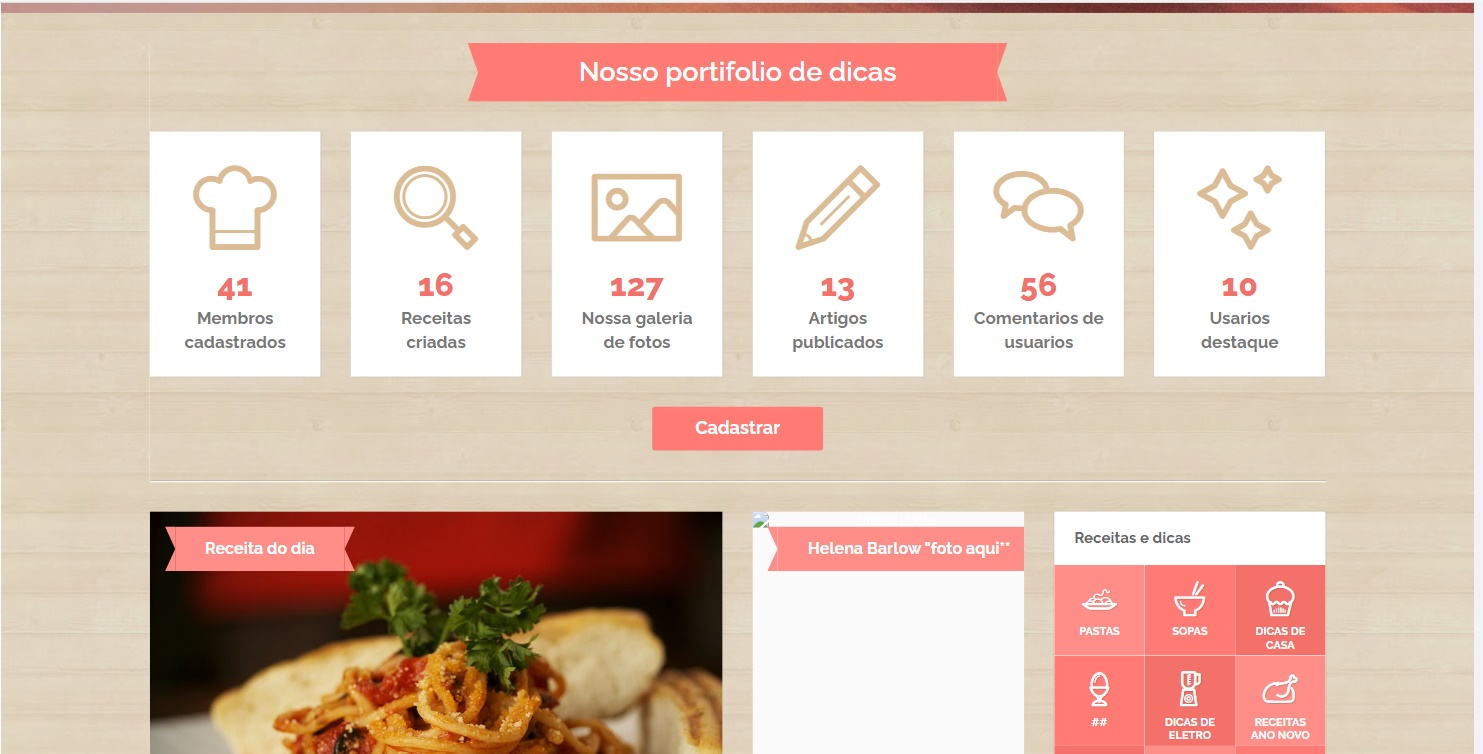 Nosso portifolio de dicas
41
Membros
cadastrados
16
Receitas
criadas
127
Nossa galeria
de fotos
13
Artigos
publicados
56
Comentarios de
usuarios
10
Usarios
destaque
Cadastrar
Receita do dia
Helena Barlow "foto aqui**
Receitas e dicas
PASTAS
SOPAS
DICAS DE
CASA
##
DICAS DE
ELETRO
RECEITAS
ANO NOVO